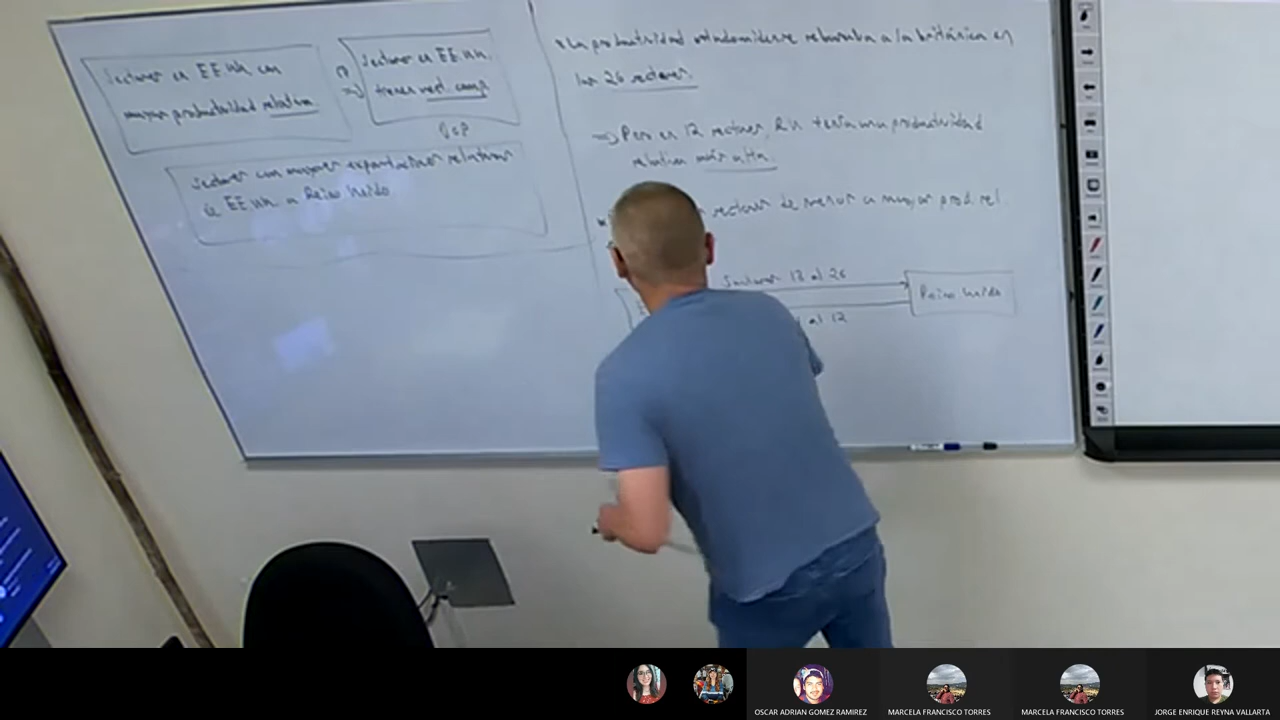 Sectores en EE.UU. con
mayor productividad relativa
Sectores en EE.UU.
tienen vent. comp.
Sectores con mayores exportaciones relativas
de EE.UU. a Reino Unido
• La productividad estadounidense rebasaba a la británica en
los 26 sectores.
=> Pero en 12 sectores, RU tenía una productividad
relativa más alta.
sectores de menor a mayor prod. rel.
Sectores 13 al 26
Reino Unido
al 12
OSCAR ADRIAN GOMEZ RAMIREZ
MARCELA FRANCISCO TORRES
MARCELA FRANCISCO TORRES
JORGE ENRIQUE REYNA VALLARTA